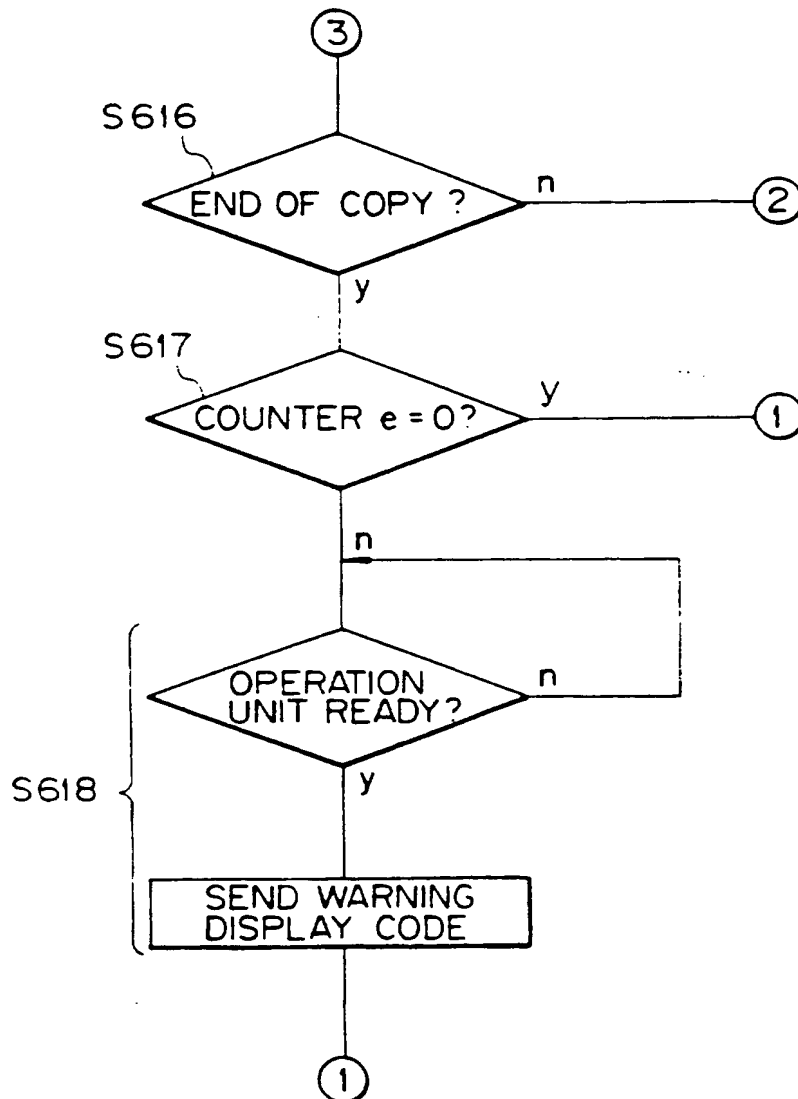 3
S616
END OF COPY ?
n
2
y
S617
COUNTER e = 0?
y
1
n
OPERATION
UNIT READY?
n
y
S618
SEND WARNING
DISPLAY CODE
1